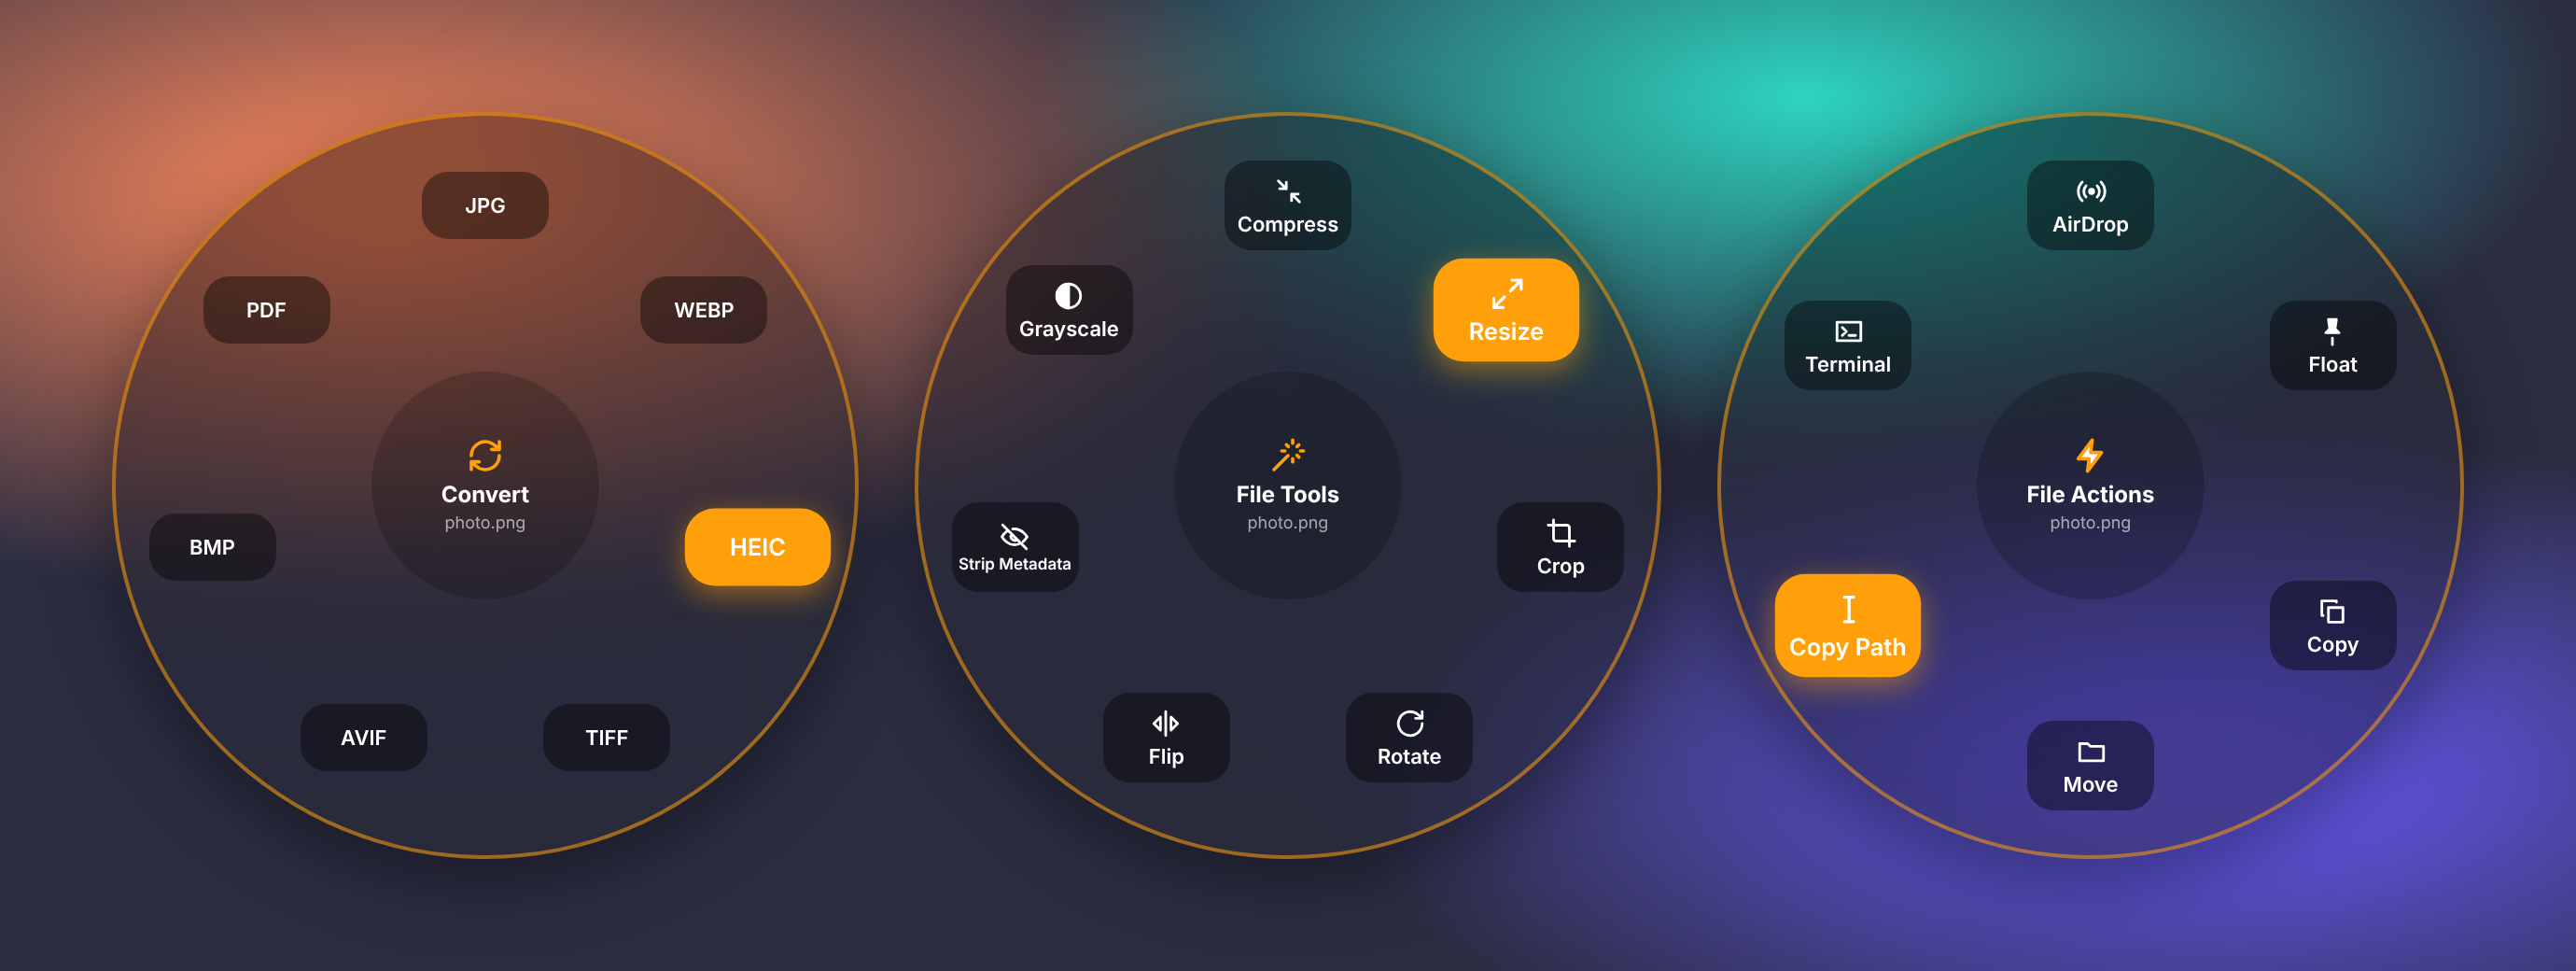 JPG
PDF
WEBP
Convert
photo.png
BMP
HEIC
AVIF
TIFF
Compress
Grayscale
Resize
File Tools
photo.png
Strip Metadata
Crop
Flip
Rotate
AirDrop
Terminal
Float
File Actions
photo.png
Copy Path
Copy
Move